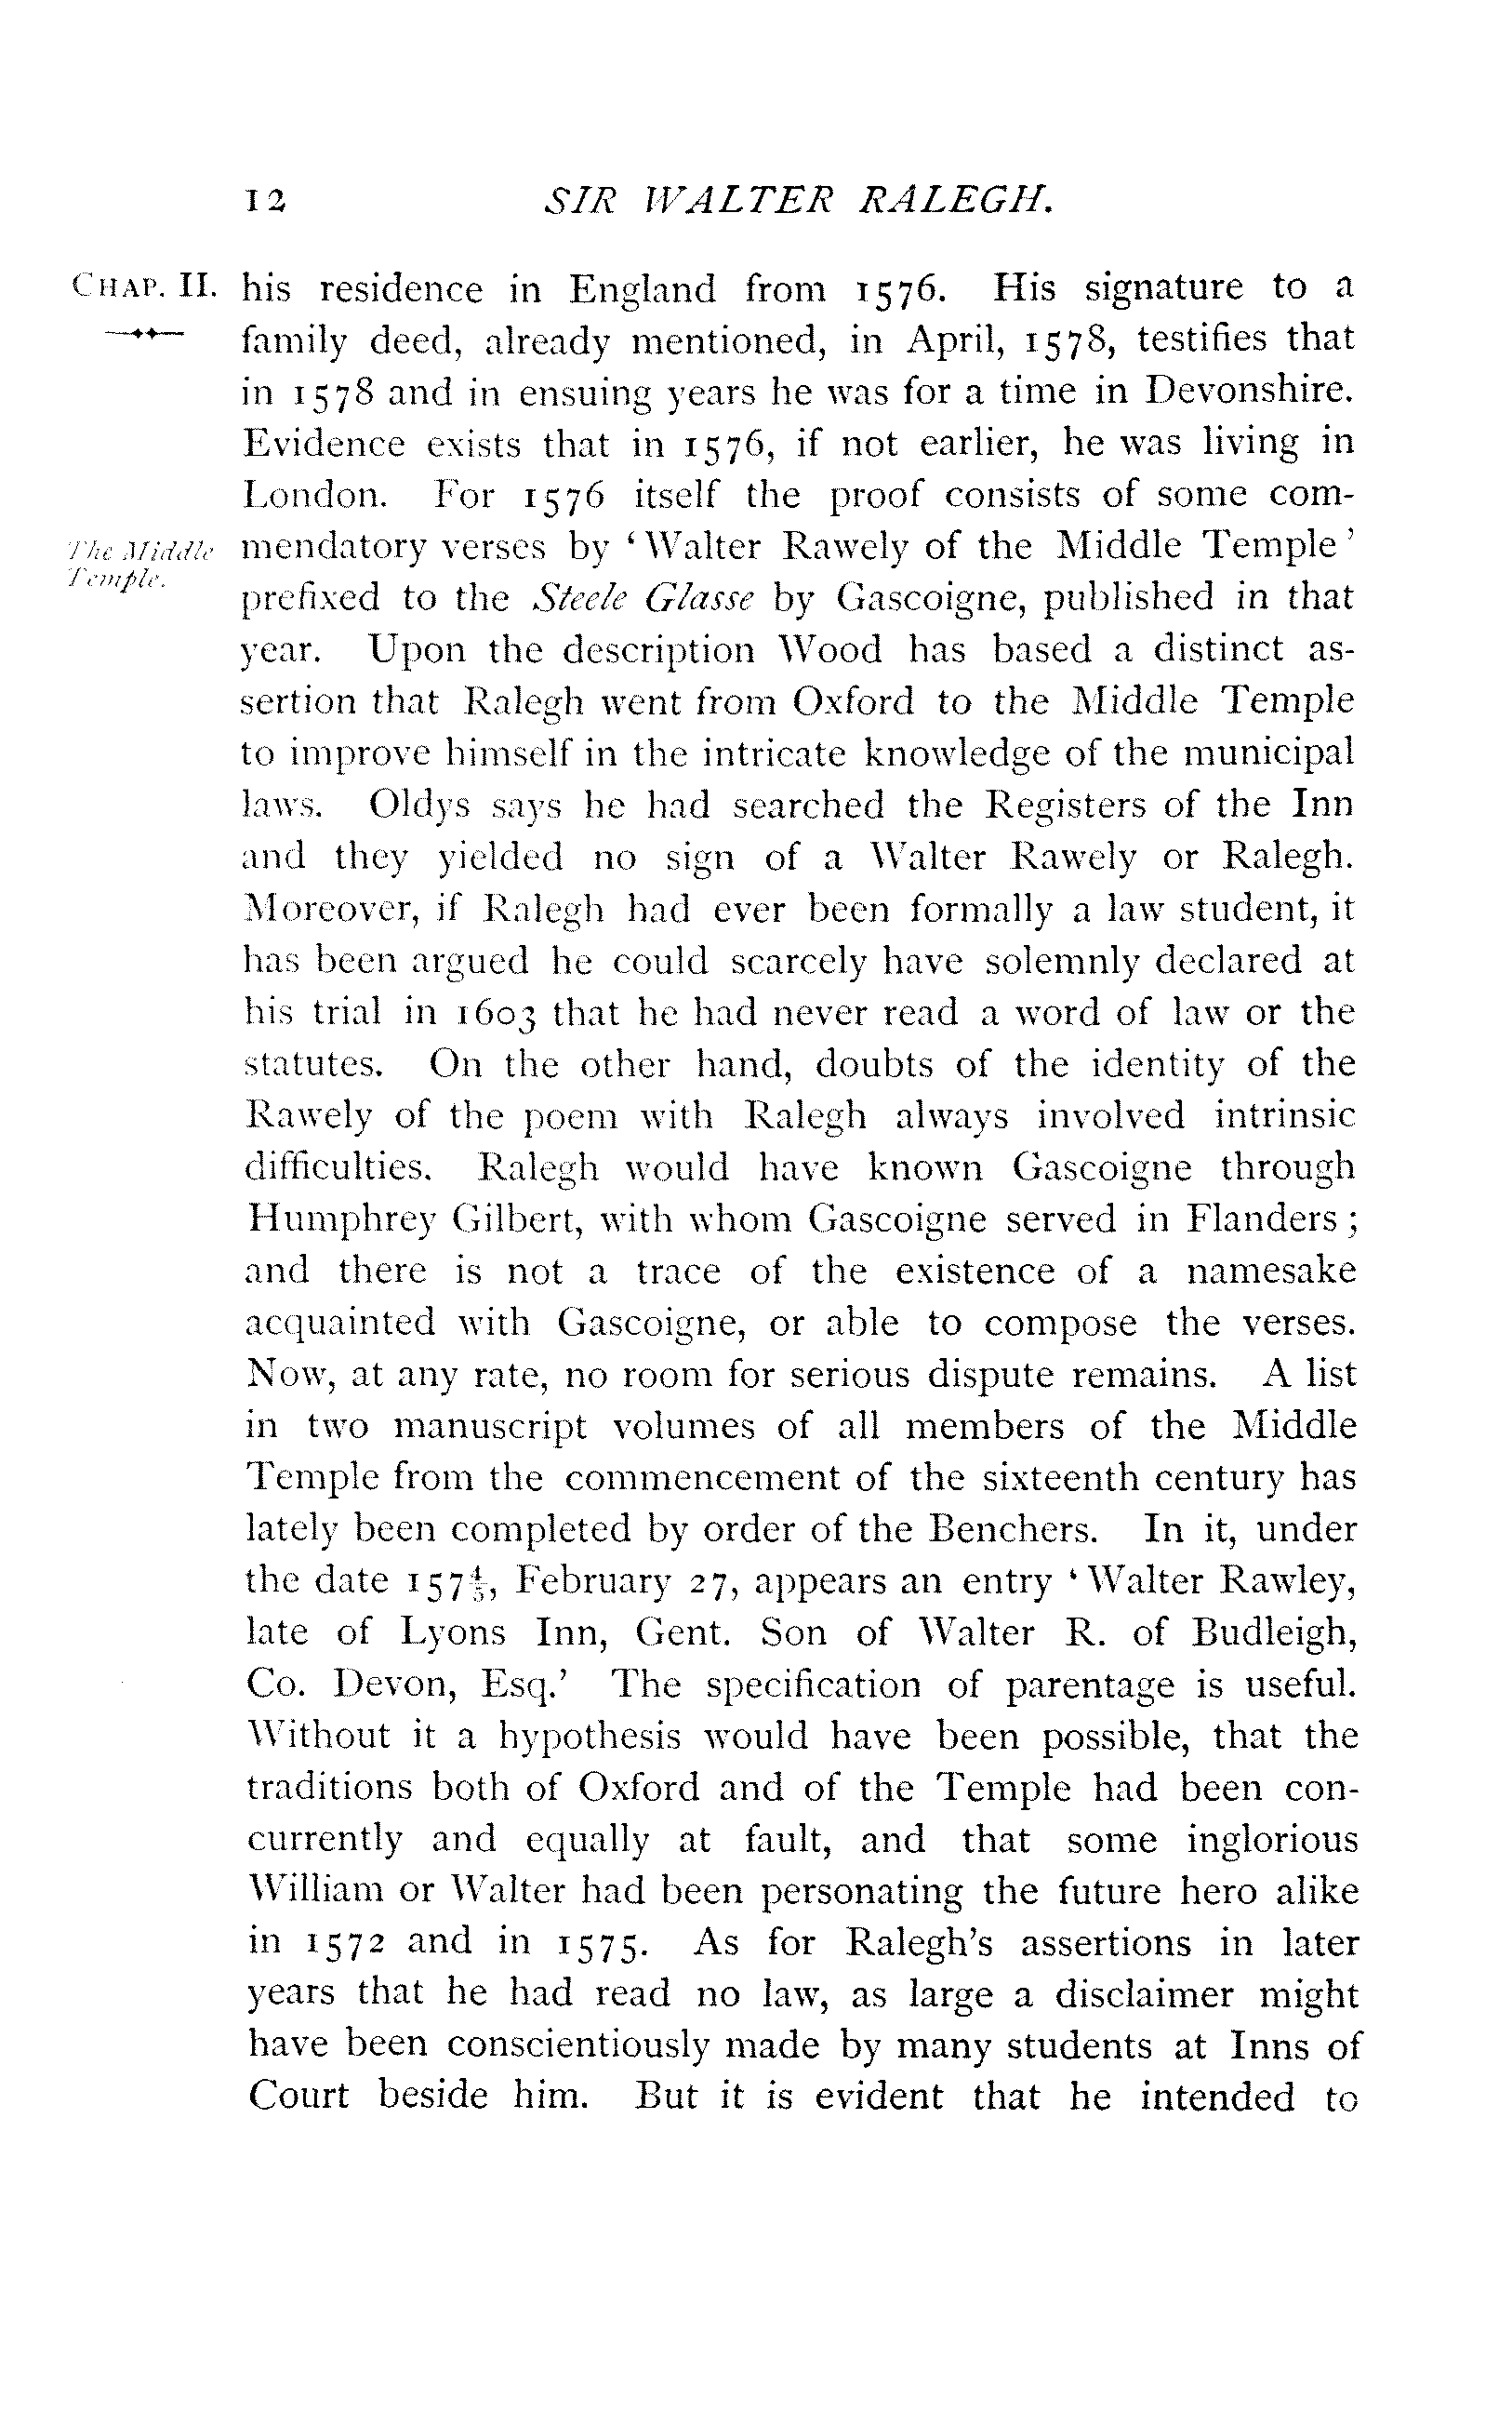 12 SIR WALTER RALEGH.
CHAP. II. his residence in England from 1576. His signature to a
family deed, already mentioned, in April, 1578, testifies that
in 1578 and in ensuing years he was for a time in Devonshire.
Evidence exists that in 1576, if not earlier, he was living in
London. For 1576 itself the proof consists of some com-
The Middle
Temple.
mendatory verses by ‘Walter Rawely of the Middle Temple’
prefixed to the Steele Glasse by Gascoigne, published in that
year. Upon the description Wood has based a distinct as-
sertion that Ralegh went from Oxford to the Middle Temple
to improve himself in the intricate knowledge of the municipal
laws. Oldys says he had searched the Registers of the Inn
and they yielded no sign of a Walter Rawely or Ralegh.
Moreover, if Ralegh had ever been formally a law student, it
has been argued he could scarcely have solemnly declared at
his trial in 1603 that he had never read a word of law or the
statutes. On the other hand, doubts of the identity of the
Rawely of the poem with Ralegh always involved intrinsic
difficulties. Ralegh would have known Gascoigne through
Humphrey Gilbert, with whom Gascoigne served in Flanders;
and there is not a trace of the existence of a namesake
acquainted with Gascoigne, or able to compose the verses.
Now, at any rate, no room for serious dispute remains. A list
in two manuscript volumes of all members of the Middle
Temple from the commencement of the sixteenth century has
lately been completed by order of the Benchers. In it, under
the date 157⅘, February 27, appears an entry ‘Walter Rawley,
late of Lyons Inn, Gent. Son of Walter R. of Budleigh,
Co. Devon, Esq.’ The specification of parentage is useful.
Without it a hypothesis would have been possible, that the
traditions both of Oxford and of the Temple had been con-
currently and equally at fault, and that some inglorious
William or Walter had been personating the future hero alike
in 1572 and in 1575. As for Ralegh's assertions in later
years that he had read no law, as large a disclaimer might
have been conscientiously made by many students at Inns of
Court beside him. But it is evident that he intended to